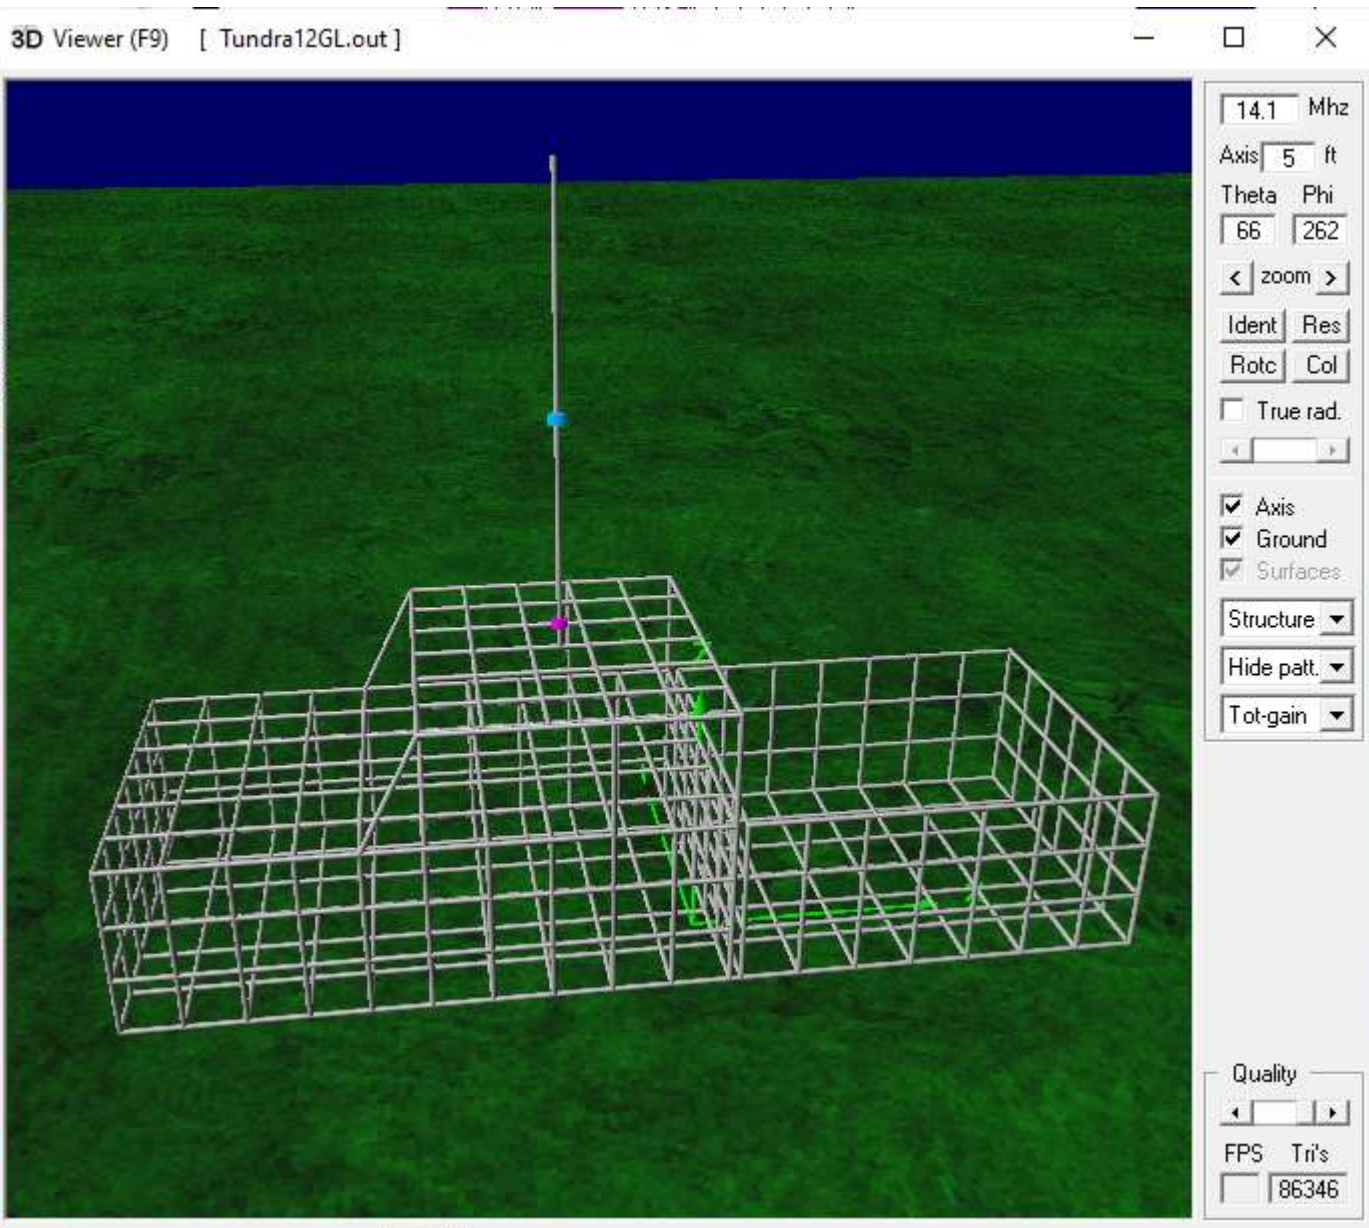 3D Viewer (F9) [ Tundra12GL.out ]
14.1 Mhz
Axis 5 ft
Theta Phi
66 262
< zoom >
Ident Res
Rotc Col
True rad.
Axis
Ground
Surfaces
Structure
Hide patt.
Tot-gain
Quality
FPS Tri's
86346
Z